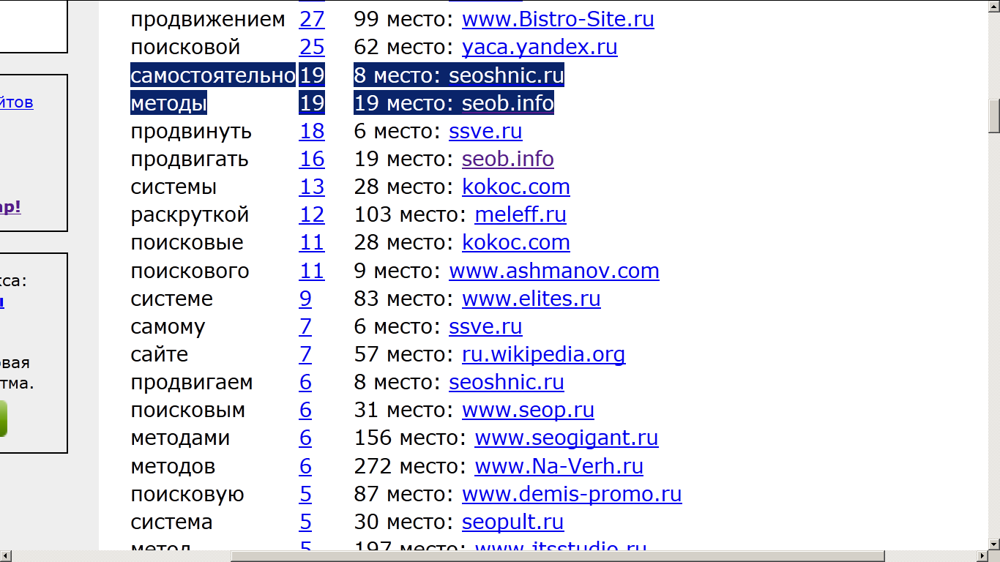 продвижением 27 99 место: www.Bistro-Site.ru
поисковой 25 62 место: yaca.yandex.ru
самостоятельно 19 8 место: seoshnic.ru
методы 19 19 место: seob.info
продвинуть 18 6 место: ssve.ru
продвигать 16 19 место: seob.info
системы 13 28 место: kokoc.com
раскруткой 12 103 место: meleff.ru
поисковые 11 28 место: kokoc.com
поискового 11 9 место: www.ashmanov.com
системе 9 83 место: www.elites.ru
самому 7 6 место: ssve.ru
сайте 7 57 место: ru.wikipedia.org
продвигаем 6 8 место: seoshnic.ru
поисковым 6 31 место: www.seop.ru
методами 6 156 место: www.seogigant.ru
методов 6 272 место: www.Na-Verh.ru
поисковую 5 87 место: www.demis-promo.ru
система 5 30 место: seopult.ru
метод 5 197 место: www.itsstudio.ru
йтов
ар!
кса:
овая
тма.